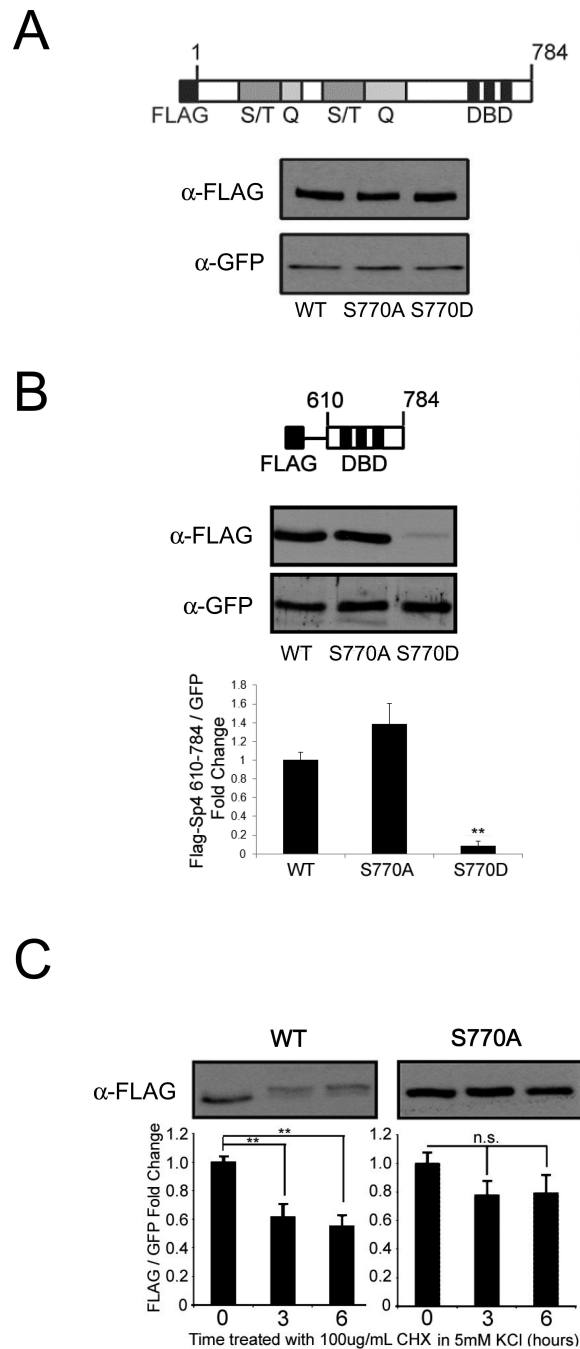 A
1 784
FLAG S/T Q S/T Q DBD
α-FLAG
α-GFP
WT S770A S770D
B
610 784
FLAG DBD
α-FLAG
α-GFP
WT S770A S770D
Flag-Sp4 610-784 / GFP
Fold Change
1.8
1.6
1.4
1.2
1
0.8
0.6
0.4
0.2
0
**
WT S770A S770D
C
WT S770A
α-FLAG
FLAG / GFP Fold Change
1.2
1
0.8
0.6
0.4
0.2
0
**
**
0 3 6
1.2
1
0.8
0.6
0.4
0.2
0
n.s.
0 3 6
Time treated with 100ug/mL CHX in 5mM KCl (hours)